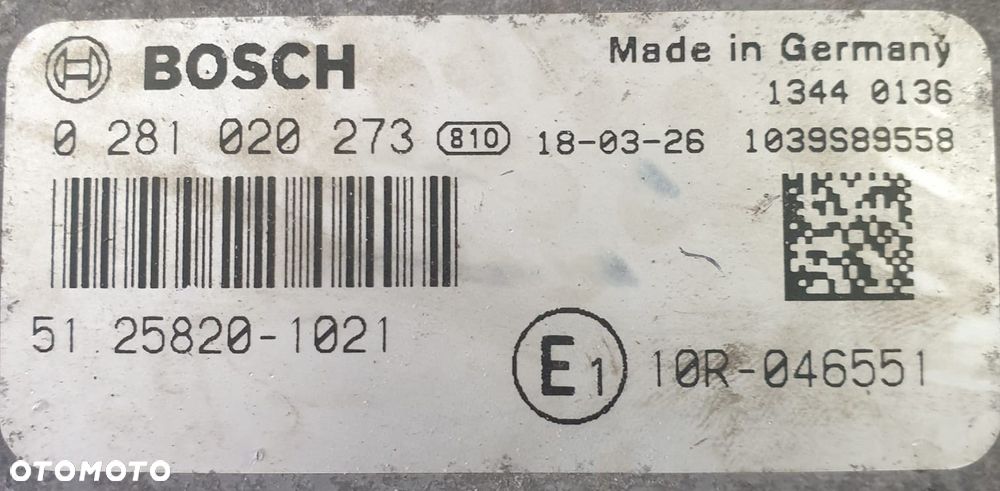 BOSCH
Made in Germany
1344 0136
0 281 020 273 810 18-03-26 1039S89558
51 25820-1021
E1 10R-046551
OTOMOTO